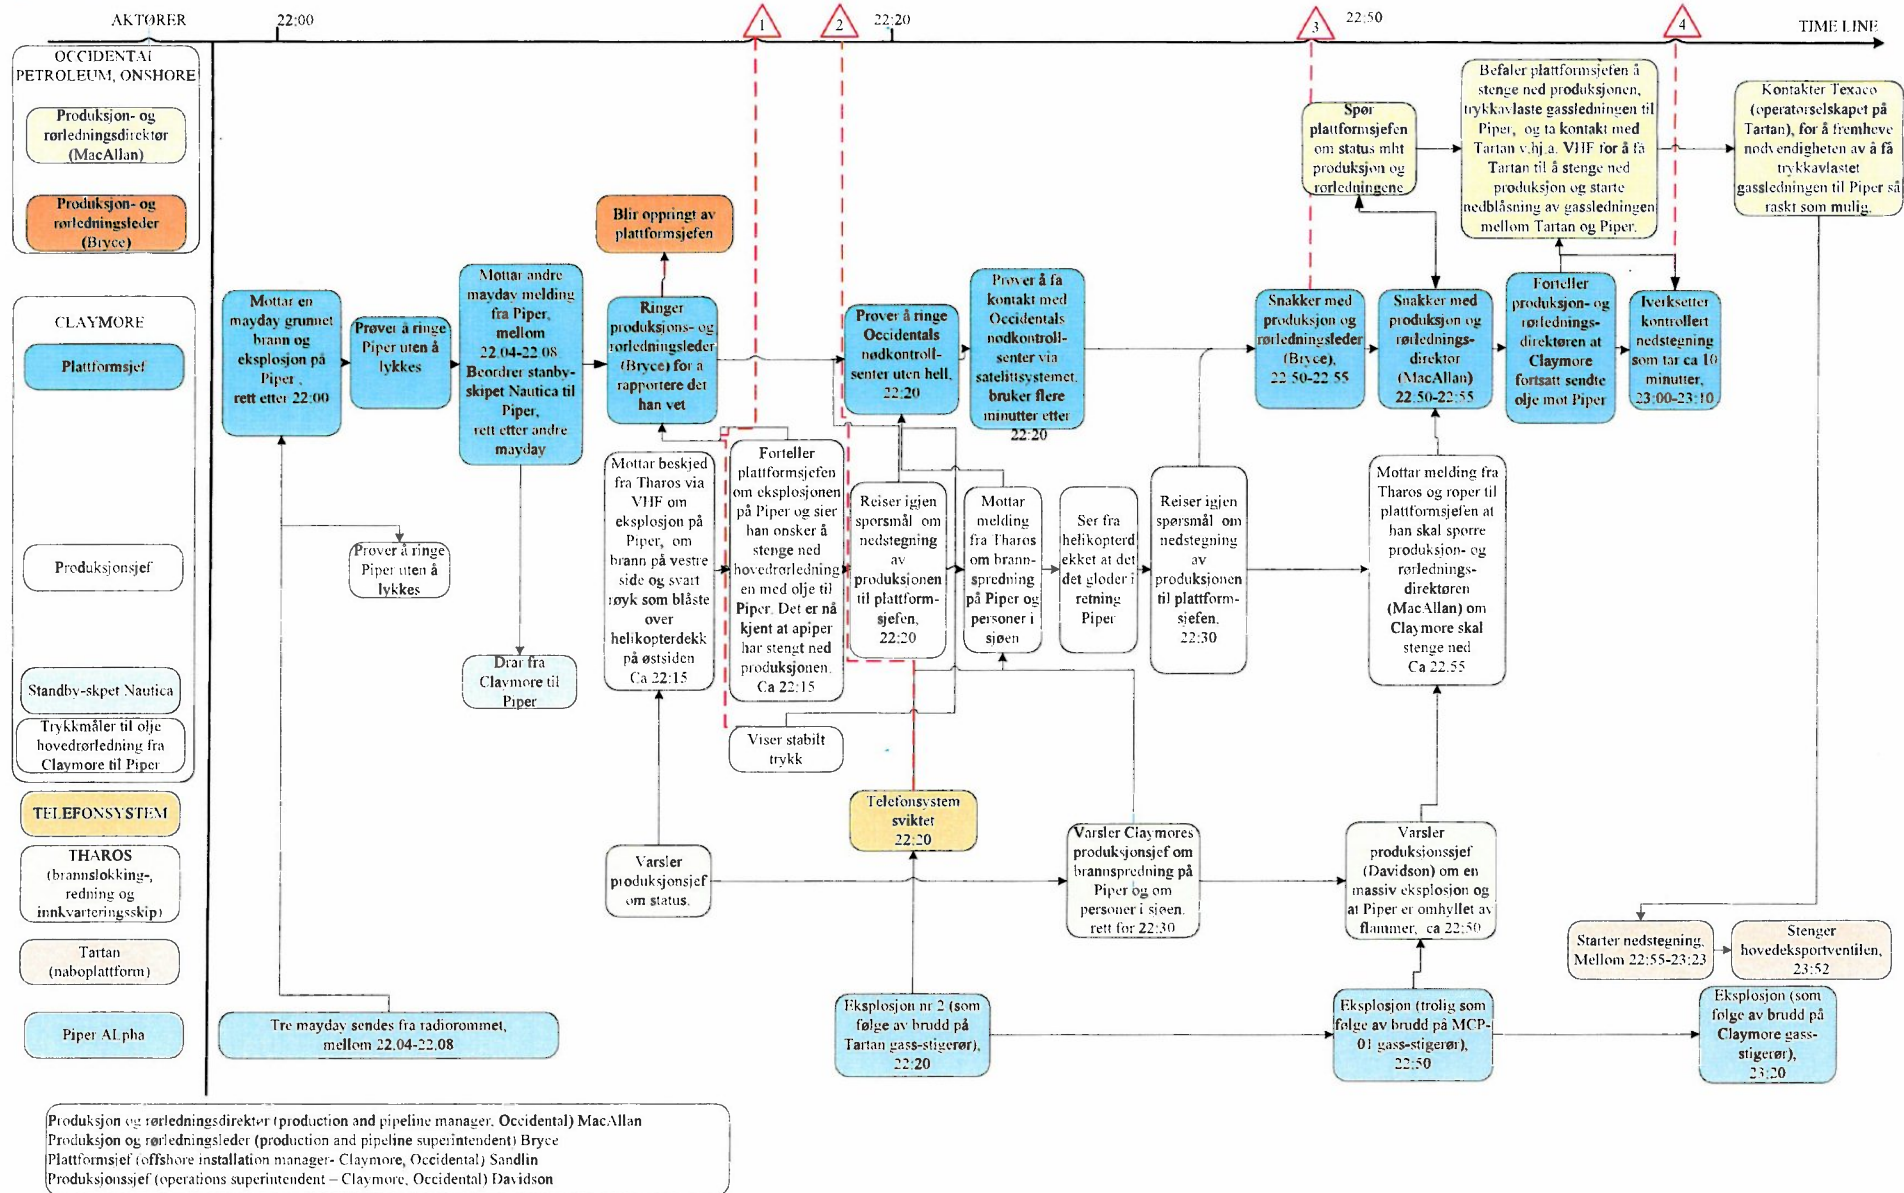 AKTØRER
22:00
1
2
22:20
3
22:50
4
TIME LINE
OCCIDENTAL
PETROLEUM, ONSHORE
Produksjon- og
rørledningsdirektør
(MacAllan)
Produksjon- og
rørledningsleder
(Bryce)
Blir oppringt av
plattformsjefen
Spør
plattformsjefen
om status mht
produksjon og
rørledningene
Befaler plattformsjefen å
stenge ned produksjonen,
trykkavlaste gassledningen til
Piper, og ta kontakt med
Tartan v.hj.a. VHF for å få
Tartan til å stenge ned
produksjon og starte
nedblåsning av gassledningen
mellom Tartan og Piper.
Kontakter Texaco
(operatørselskapet på
Tartan), for å fremheve
nødvendigheten av å få
trykkavlastet
gassledningen til Piper så
raskt som mulig.
CLAYMORE
Plattformsjef
Mottar en
mayday grunnet
brann og
eksplosjon på
Piper ,
rett etter 22:00
Prøver å ringe
Piper uten å
lykkes
Mottar andre
mayday melding
fra Piper,
mellom
22.04-22.08
Beordrer stanby-
skipet Nautica til
Piper,
rett etter andre
mayday
Ringer
produksjons- og
rørledningsleder
(Bryce) for a
rapportere det
han vet
Prøver å ringe
Occidentals
nødkontroll-
senter uten hell,
22:20
Prøver å få
kontakt med
Occidentals
nødkontroll-
senter via
satelittsystemet,
bruker flere
minutter etter
22:20
Snakker med
produksjon og
rørledningsleder
(Bryce),
22:50-22:55
Snakker med
produksjon og
rørlednings-
direktør
(MacAllan)
22:50-22:55
Forteller
produksjon- og
rørlednings-
direktøren at
Claymore
fortsatt sendte
olje mot Piper
Iverksetter
kontrollert
nedstegning
som tar ca 10
minutter,
23:00-23:10
Produksjonsjef
Prøver å ringe
Piper uten å
lykkes
Mottar beskjed
fra Tharos via
VHF om
eksplosjon på
Piper, om
brann på vestre
side og svart
røyk som blåste
over
helikopterdekk
på østsiden
Ca 22:15
Forteller
plattformsjefen
om eksplosjonen
på Piper og sier
han ønsker å
stenge ned
hovedrørledning
en med olje til
Piper. Det er nå
kjent at apiper
har stengt ned
produksjonen.
Ca 22:15
Reiser igjen
spørsmål om
nedstegning
av
produksjonen
til plattform-
sjefen,
22:20
Mottar
melding
fra Tharos
om brann-
spredning
på Piper og
personer i
sjøen
Ser fra
helikopterd
ekket at det
det gløder i
retning
Piper
Reiser igjen
spørsmål om
nedstegning
av
produksjonen
til plattform-
sjefen.
22:30
Mottar melding fra
Tharos og roper til
plattformsjefen at
han skal spørre
produksjon- og
rørlednings-
direktøren
(MacAllan) om
Claymore skal
stenge ned
Ca 22.55
Standby-skpet Nautica
Drar fra
Claymore til
Piper
Trykkmåler til olje
hovedrørledning fra
Claymore til Piper
Viser stabilt
trykk
TELEFONSYSTEM
Telefonsystem
sviktet
22:20
THAROS
(brannsløkking-,
redning og
innkvarteringsskip)
Varsler
produksjonsjef
om status.
Varsler Claymores
produksjonsjef om
brannspredning på
Piper og om
personer i sjøen.
rett før 22:30
Varsler
produksjonssjef
(Davidson) om en
massiv eksplosjon og
at Piper er omhyllet av
flammer, ca 22:50
Tartan
(naboplattform)
Starter nedstegning,
Mellom 22:55-23:23
Stenger
hovedeksportventilen,
23:52
Piper ALpha
Tre mayday sendes fra radiorommet,
mellom 22.04-22.08
Eksplosjon nr 2 (som
følge av brudd på
Tartan gass-stigerør),
22:20
Eksplosjon (trolig som
følge av brudd på MCP-
01 gass-stigerør),
22:50
Eksplosjon (som
følge av brudd på
Claymore gass-
stigerør),
23:20
Produksjon og rørledningsdirektør (production and pipeline manager, Occidental) MacAllan
Produksjon og rørledningsleder (production and pipeline superintendent) Bryce
Plattformsjef (offshore installation manager- Claymore, Occidental) Sandlin
Produksjonssjef (operations superintendent – Claymore, Occidental) Davidson